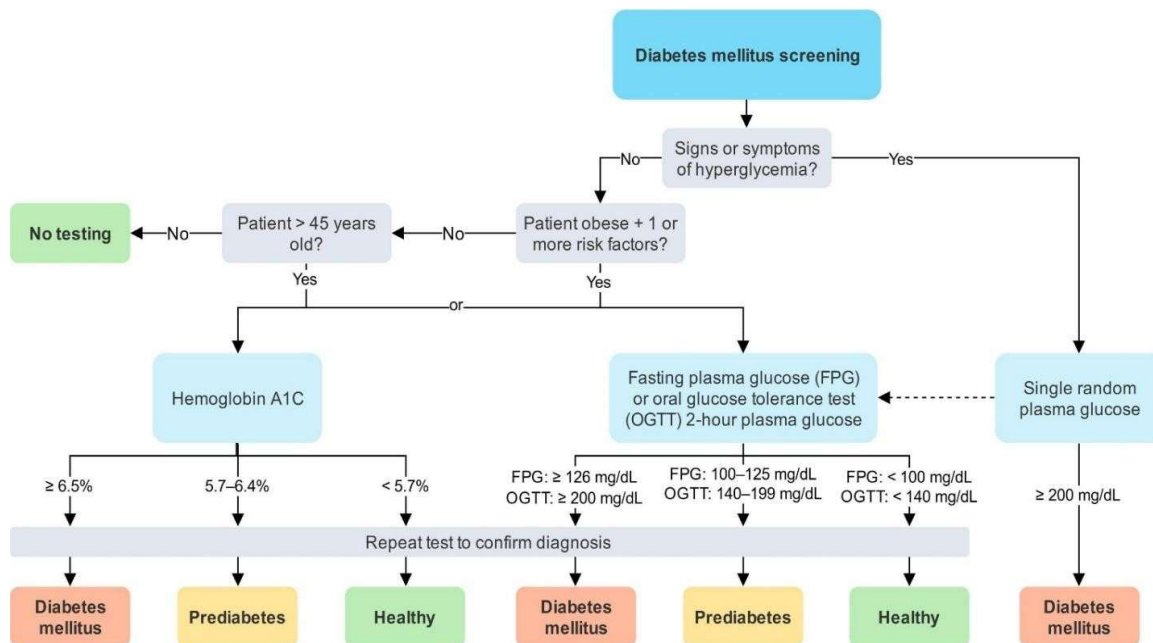 Diabetes mellitus screening
Signs or symptoms
of hyperglycemia?
No
Yes
Patient obese + 1 or
more risk factors?
No
Patient > 45 years
old?
No
No testing
Yes
Yes
or
Hemoglobin A1C
Fasting plasma glucose (FPG)
or oral glucose tolerance test
(OGTT) 2-hour plasma glucose
Single random
plasma glucose
≥ 6.5%
5.7–6.4%
< 5.7%
FPG: ≥ 126 mg/dL
OGTT: ≥ 200 mg/dL
FPG: 100–125 mg/dL
OGTT: 140–199 mg/dL
FPG: < 100 mg/dL
OGTT: < 140 mg/dL
≥ 200 mg/dL
Repeat test to confirm diagnosis
Diabetes
mellitus
Prediabetes
Healthy
Diabetes
mellitus
Prediabetes
Healthy
Diabetes
mellitus